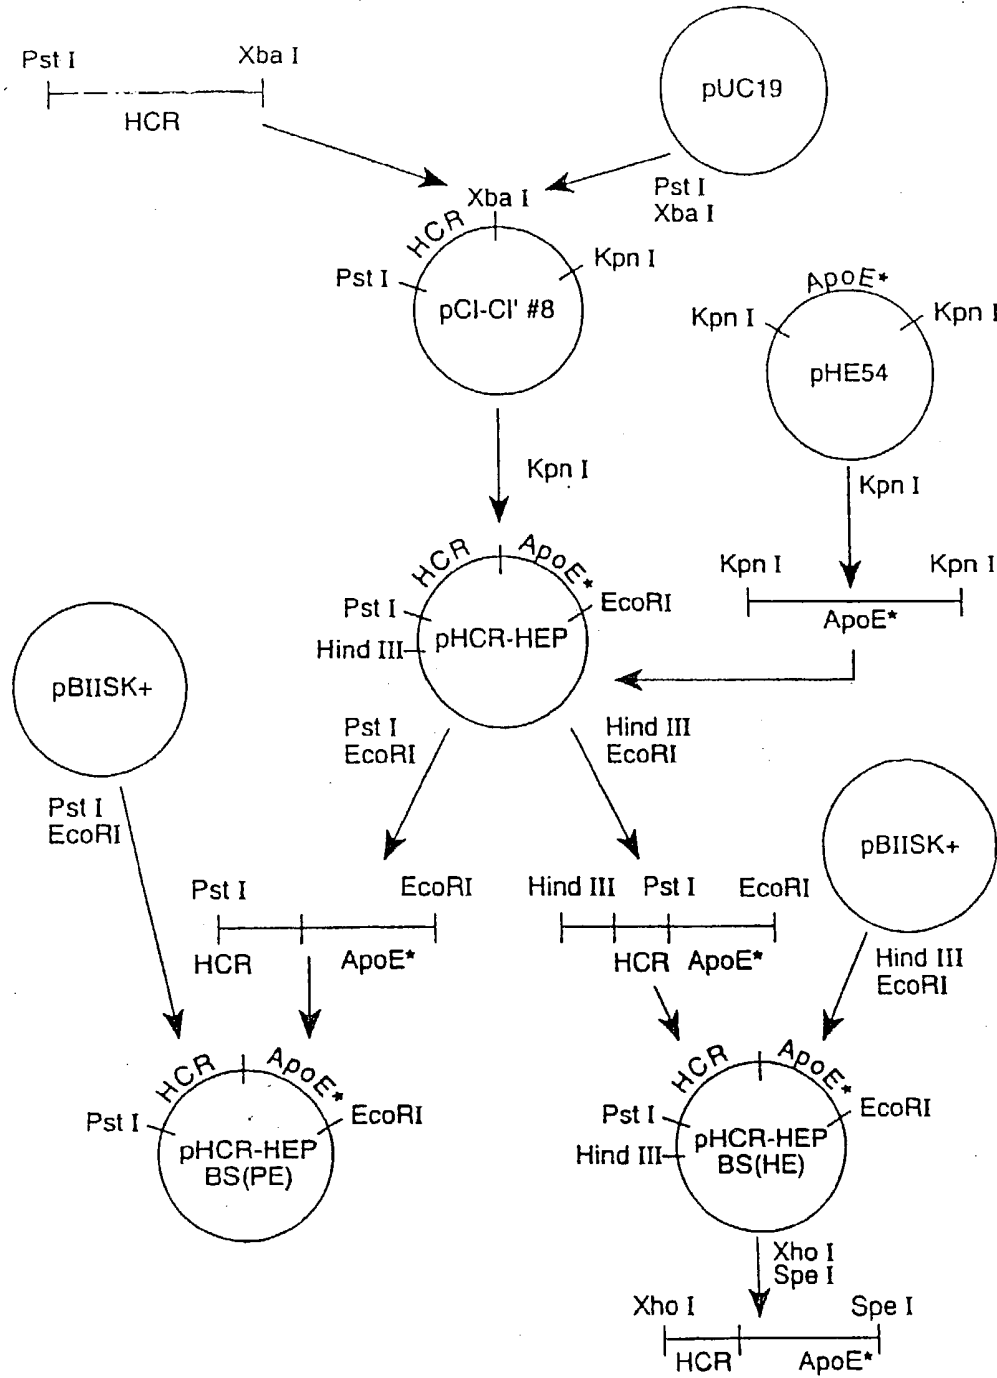 Pst I
Xba I
HCR
pUC19
Pst I
Xba I
Xba I
HCR
Kpn I
Pst I
pCI-CI' #8
ApoE*
Kpn I
Kpn I
pHE54
Kpn I
Kpn I
Kpn I
Kpn I
ApoE*
HCR
ApoE*
Pst I
EcoRI
Hind III
pHCR-HEP
pBIISK+
Pst I
EcoRI
Hind III
EcoRI
Pst I
EcoRI
pBIISK+
Pst I
EcoRI
HCR
ApoE*
Hind III
Pst I
EcoRI
HCR
ApoE*
Hind III
EcoRI
HCR
ApoE*
Pst I
EcoRI
pHCR-HEP
BS(PE)
HCR
ApoE*
Pst I
EcoRI
Hind III
pHCR-HEP
BS(HE)
Xho I
Spe I
Xho I
Spe I
HCR
ApoE*